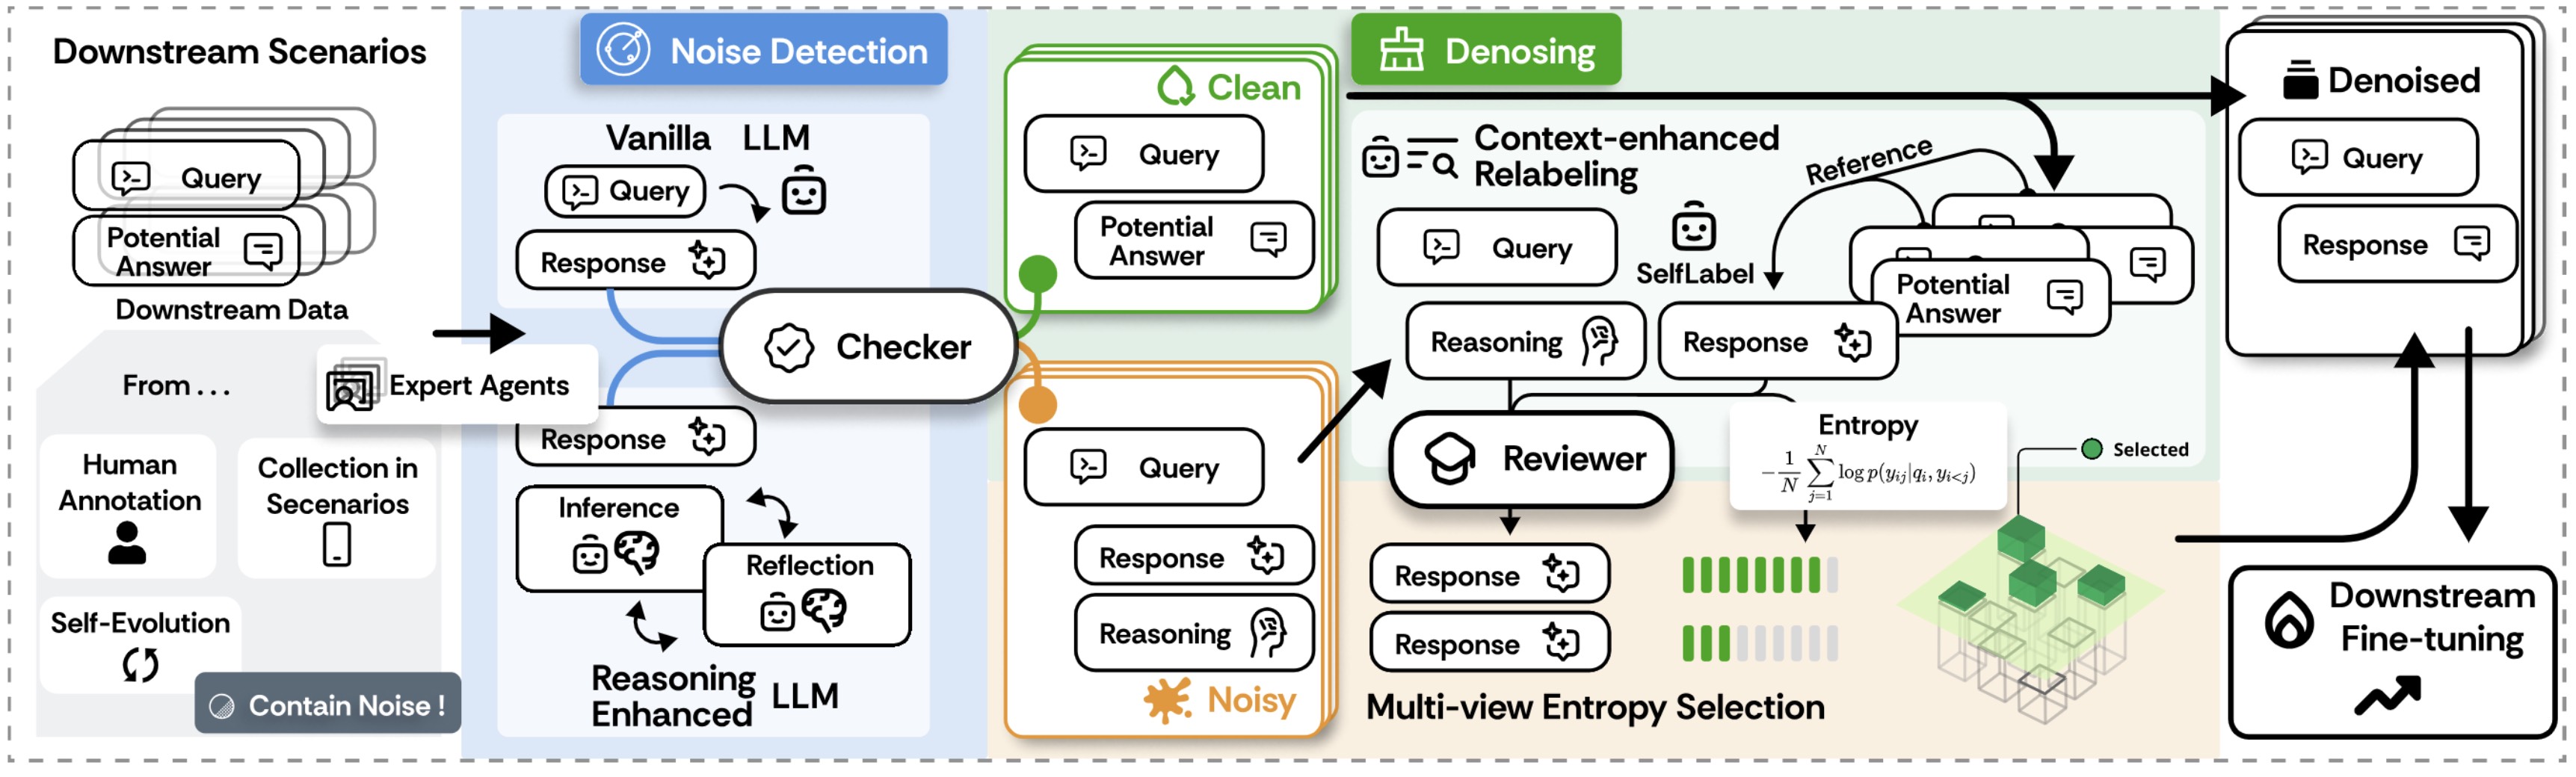 Downstream Scenarios
Query
Potential
Answer
Downstream Data
From ...
Expert Agents
Human
Annotation
Collection in
Secenarios
Self-Evolution
Contain Noise !
Noise Detection
Vanilla LLM
Query
Response
Checker
Response
Inference
Reflection
Reasoning
Enhanced LLM
Clean
Query
Potential
Answer
Query
Response
Reasoning
Noisy
Denosing
Context-enhanced
Relabeling
Reference
Query
SelfLabel
Potential
Answer
Reasoning
Response
Reviewer
Entropy
$-\frac{1}{N}\sum_{j=1}^{N} \log p(y_{ij}|q_i, y_{i<j})$
Selected
Response
Response
Multi-view Entropy Selection
Denoised
Query
Response
Downstream
Fine-tuning